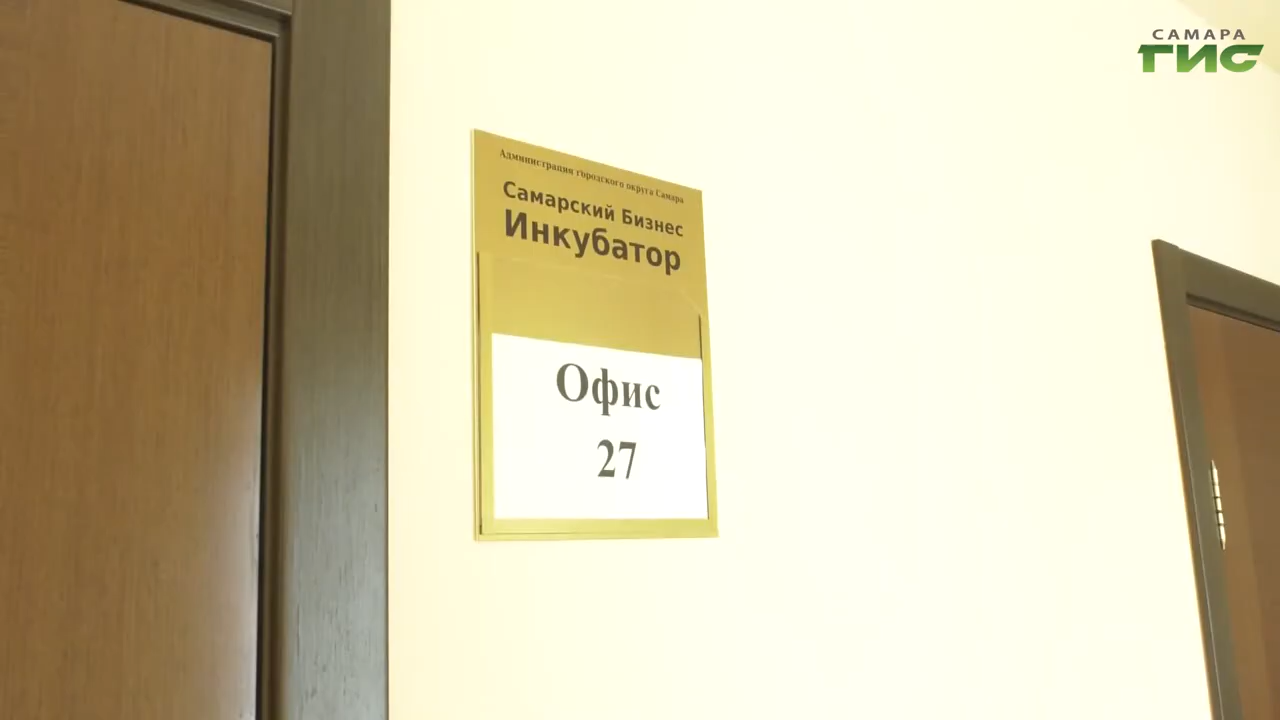 САМАРА
ГИС
Администрация городского округа Самара
Самарский Бизнес
Инкубатор
Офис
27